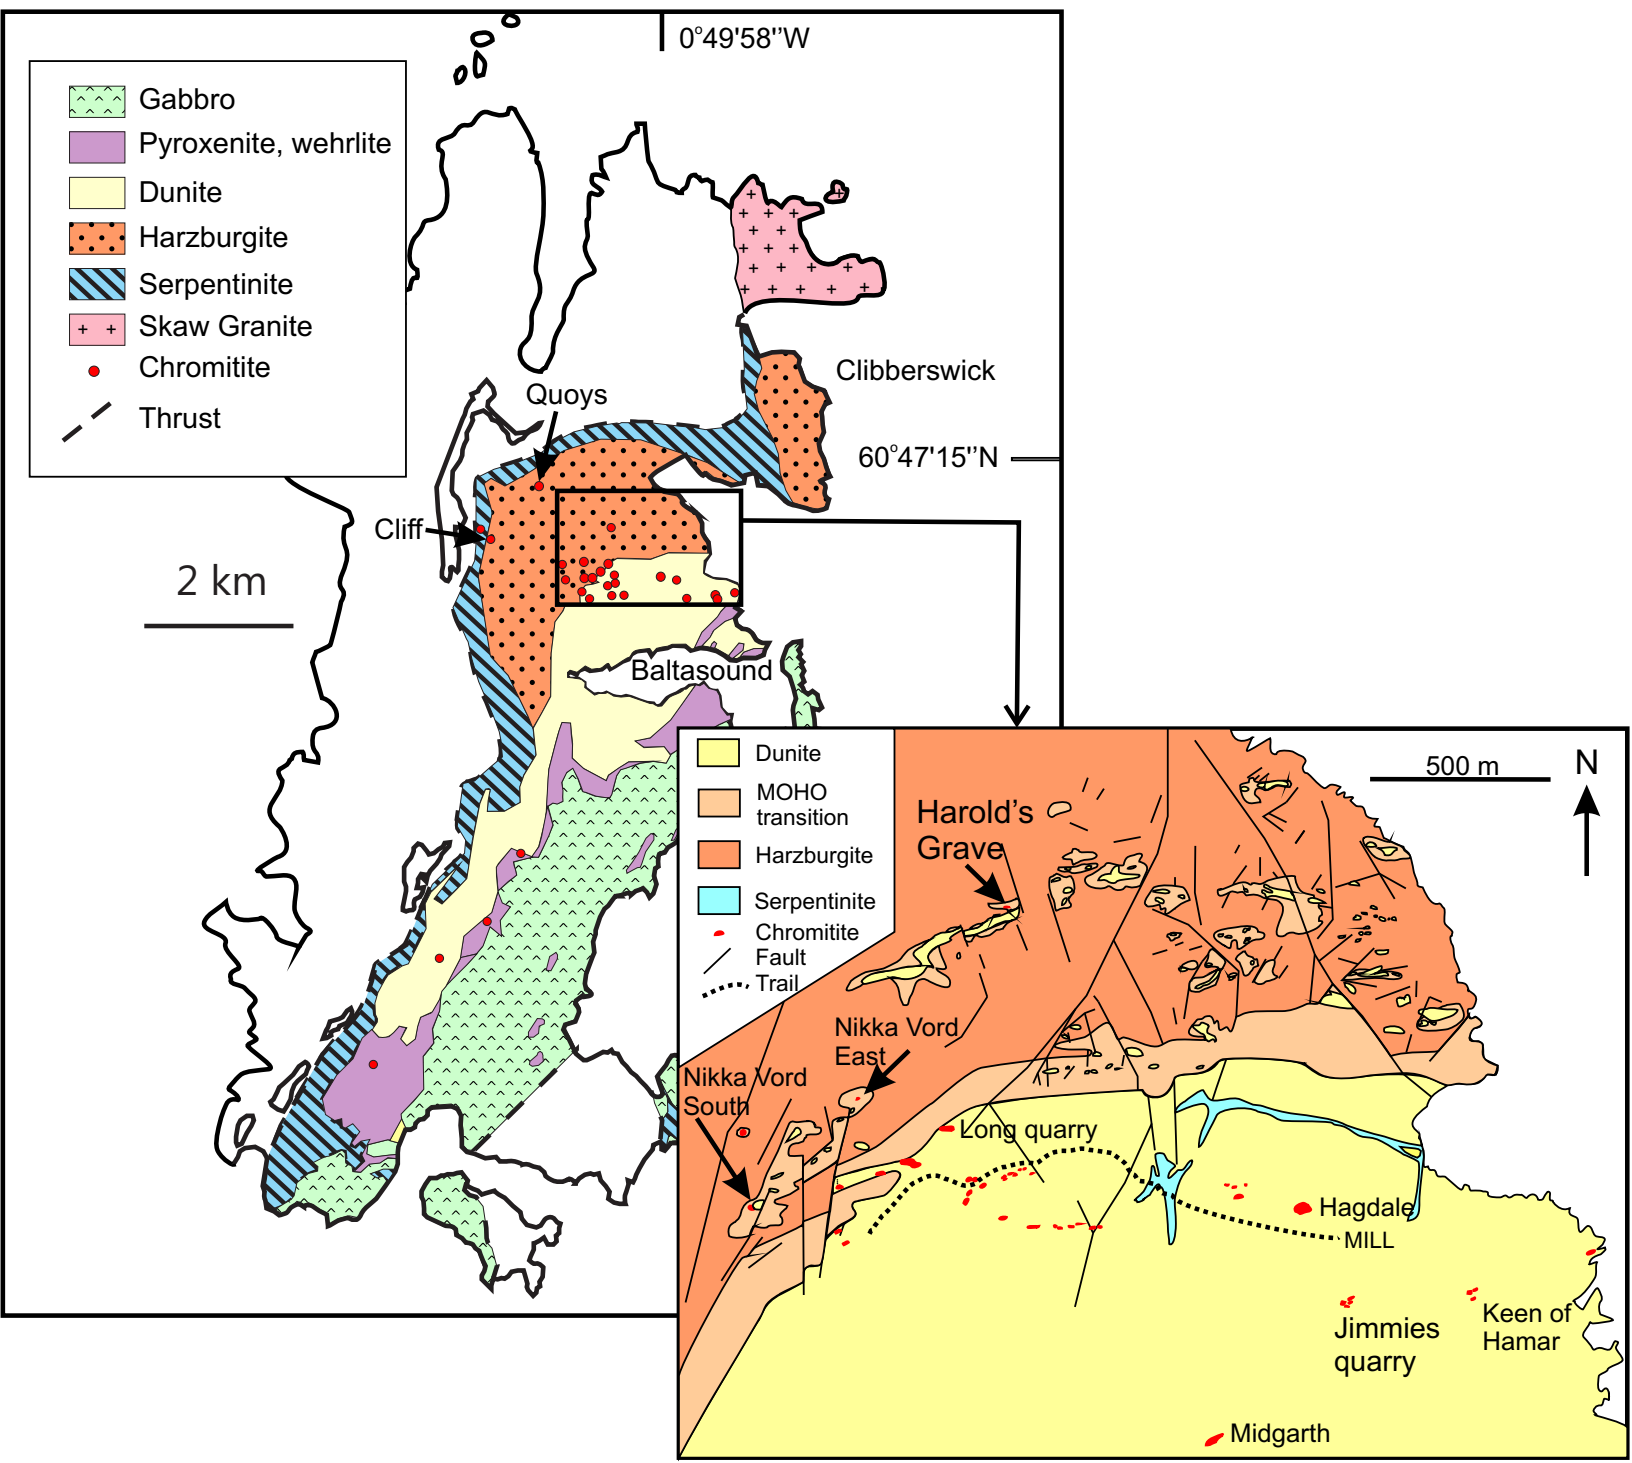 0°49'58''W
Gabbro
Pyroxenite, wehrlite
Dunite
Harzburgite
Serpentinite
Skaw Granite
Chromitite
Thrust
Clibberswick
Quoys
60°47'15''N
Cliff
2 km
Baltasound
Dunite
MOHO
transition
Harzburgite
Serpentinite
Chromitite
Fault
Trail
500 m
N
Harold's
Grave
Nikka Vord
East
Nikka Vord
South
Long quarry
Hagdale
MILL
Jimmies
quarry
Keen of
Hamar
Midgarth